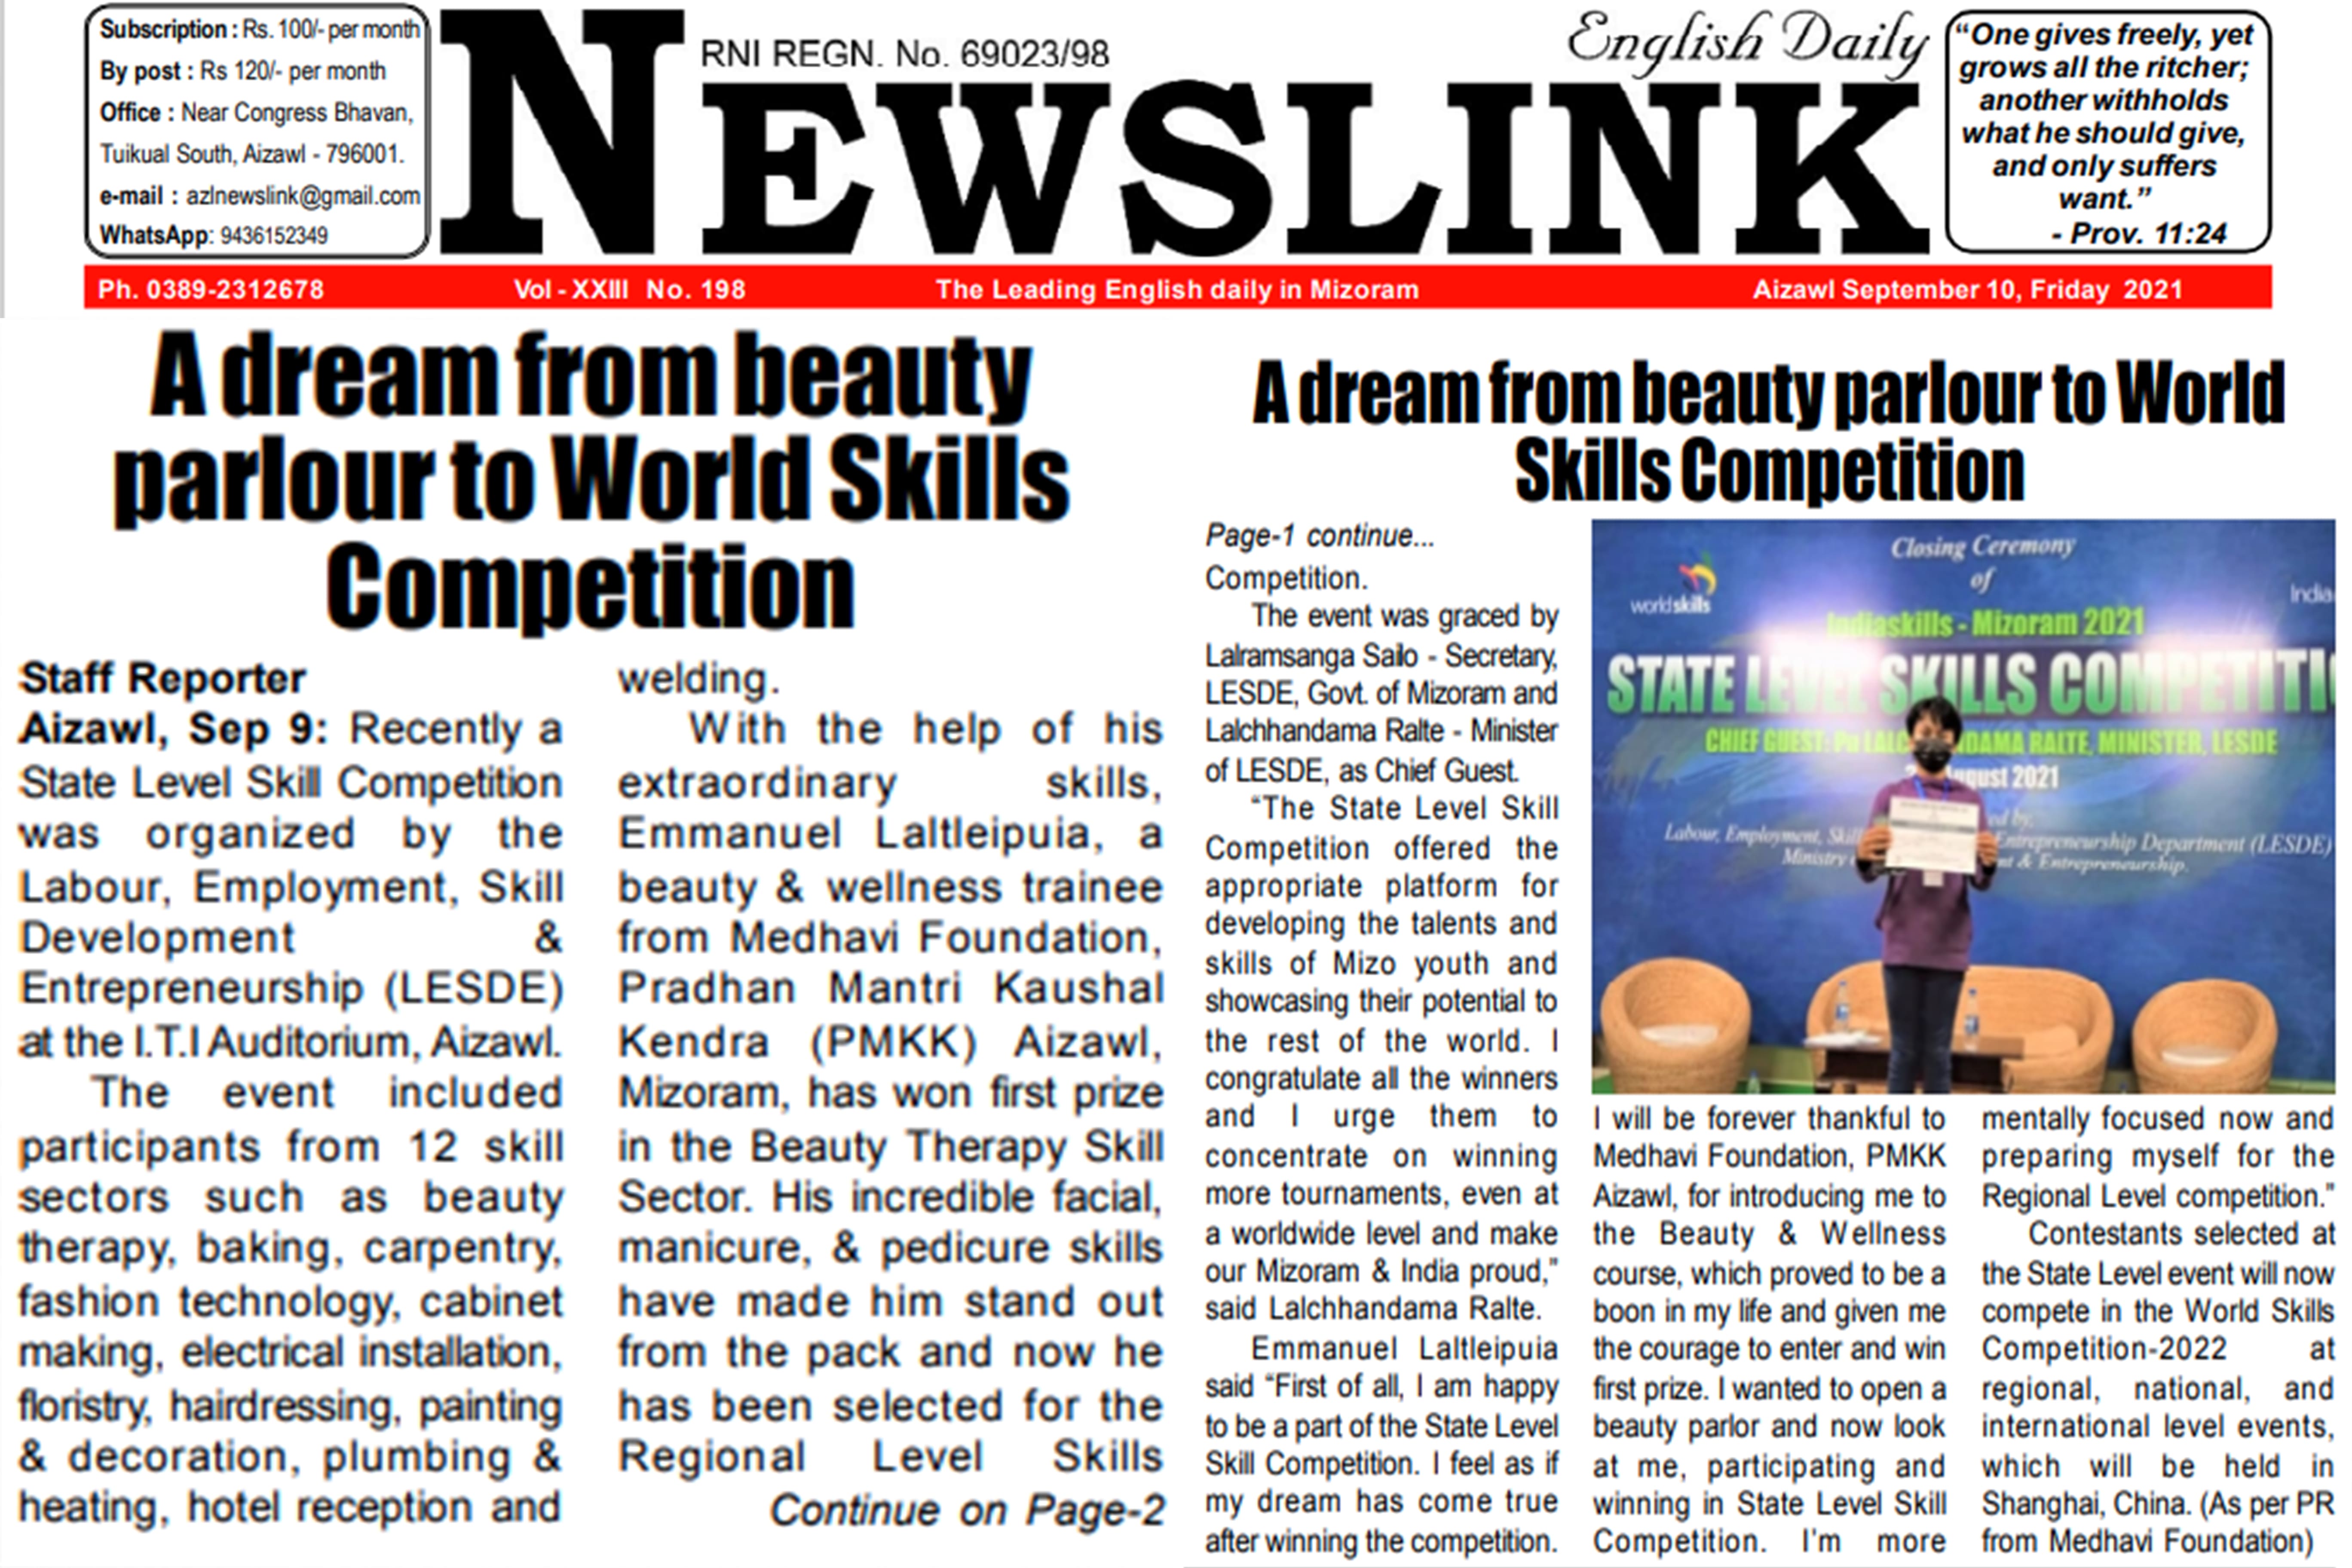 Subscription : Rs. 100/- per month
By post : Rs 120/- per month
Office : Near Congress Bhavan,
Tuikual South, Aizawl - 796001.
e-mail : azlnewslink@gmail.com
WhatsApp: 9436152349
RNI REGN. No. 69023/98
English Daily
NEWSLINK
“One gives freely, yet
grows all the ritcher;
another withholds
what he should give,
and only suffers
want.”
- Prov. 11:24
Ph. 0389-2312678 Vol - XXIII No. 198 The Leading English daily in Mizoram Aizawl September 10, Friday 2021
A dream from beauty
parlour to World Skills
Competition
Staff Reporter
Aizawl, Sep 9: Recently a
State Level Skill Competition
was organized by the
Labour, Employment, Skill
Development &
Entrepreneurship (LESDE)
at the I.T.I Auditorium, Aizawl.
The event included
participants from 12 skill
sectors such as beauty
therapy, baking, carpentry,
fashion technology, cabinet
making, electrical installation,
floristry, hairdressing, painting
& decoration, plumbing &
heating, hotel reception and
welding.
With the help of his
extraordinary skills,
Emmanuel Laltleipuia, a
beauty & wellness trainee
from Medhavi Foundation,
Pradhan Mantri Kaushal
Kendra (PMKK) Aizawl,
Mizoram, has won first prize
in the Beauty Therapy Skill
Sector. His incredible facial,
manicure, & pedicure skills
have made him stand out
from the pack and now he
has been selected for the
Regional Level Skills
Continue on Page-2
A dream from beauty parlour to World
Skills Competition
Page-1 continue...
Competition.
The event was graced by
Lalramsanga Sailo - Secretary,
LESDE, Govt. of Mizoram and
Lalchhandama Ralte - Minister
of LESDE, as Chief Guest.
“The State Level Skill
Competition offered the
appropriate platform for
developing the talents and
skills of Mizo youth and
showcasing their potential to
the rest of the world. I
congratulate all the winners
and I urge them to
concentrate on winning
more tournaments, even at
a worldwide level and make
our Mizoram & India proud,”
said Lalchhandama Ralte.
Emmanuel Laltleipuia
said “First of all, I am happy
to be a part of the State Level
Skill Competition. I feel as if
my dream has come true
after winning the competition.
Closing Ceremony
of
worldskills
India
Indiaskills - Mizoram 2021
STATE LEVEL SKILLS COMPETITI
CHIEF GUEST: Pu LALC NDAMA RALTE, MINISTER, LESDE
gust 2021
ed by:
Labour, Employment, Skil Entrepreneurship Department (LESDE)
Ministry nt & Entrepreneurship.
I will be forever thankful to
Medhavi Foundation, PMKK
Aizawl, for introducing me to
the Beauty & Wellness
course, which proved to be a
boon in my life and given me
the courage to enter and win
first prize. I wanted to open a
beauty parlor and now look
at me, participating and
winning in State Level Skill
Competition. I'm more
mentally focused now and
preparing myself for the
Regional Level competition.”
Contestants selected at
the State Level event will now
compete in the World Skills
Competition-2022 at
regional, national, and
international level events,
which will be held in
Shanghai, China. (As per PR
from Medhavi Foundation)